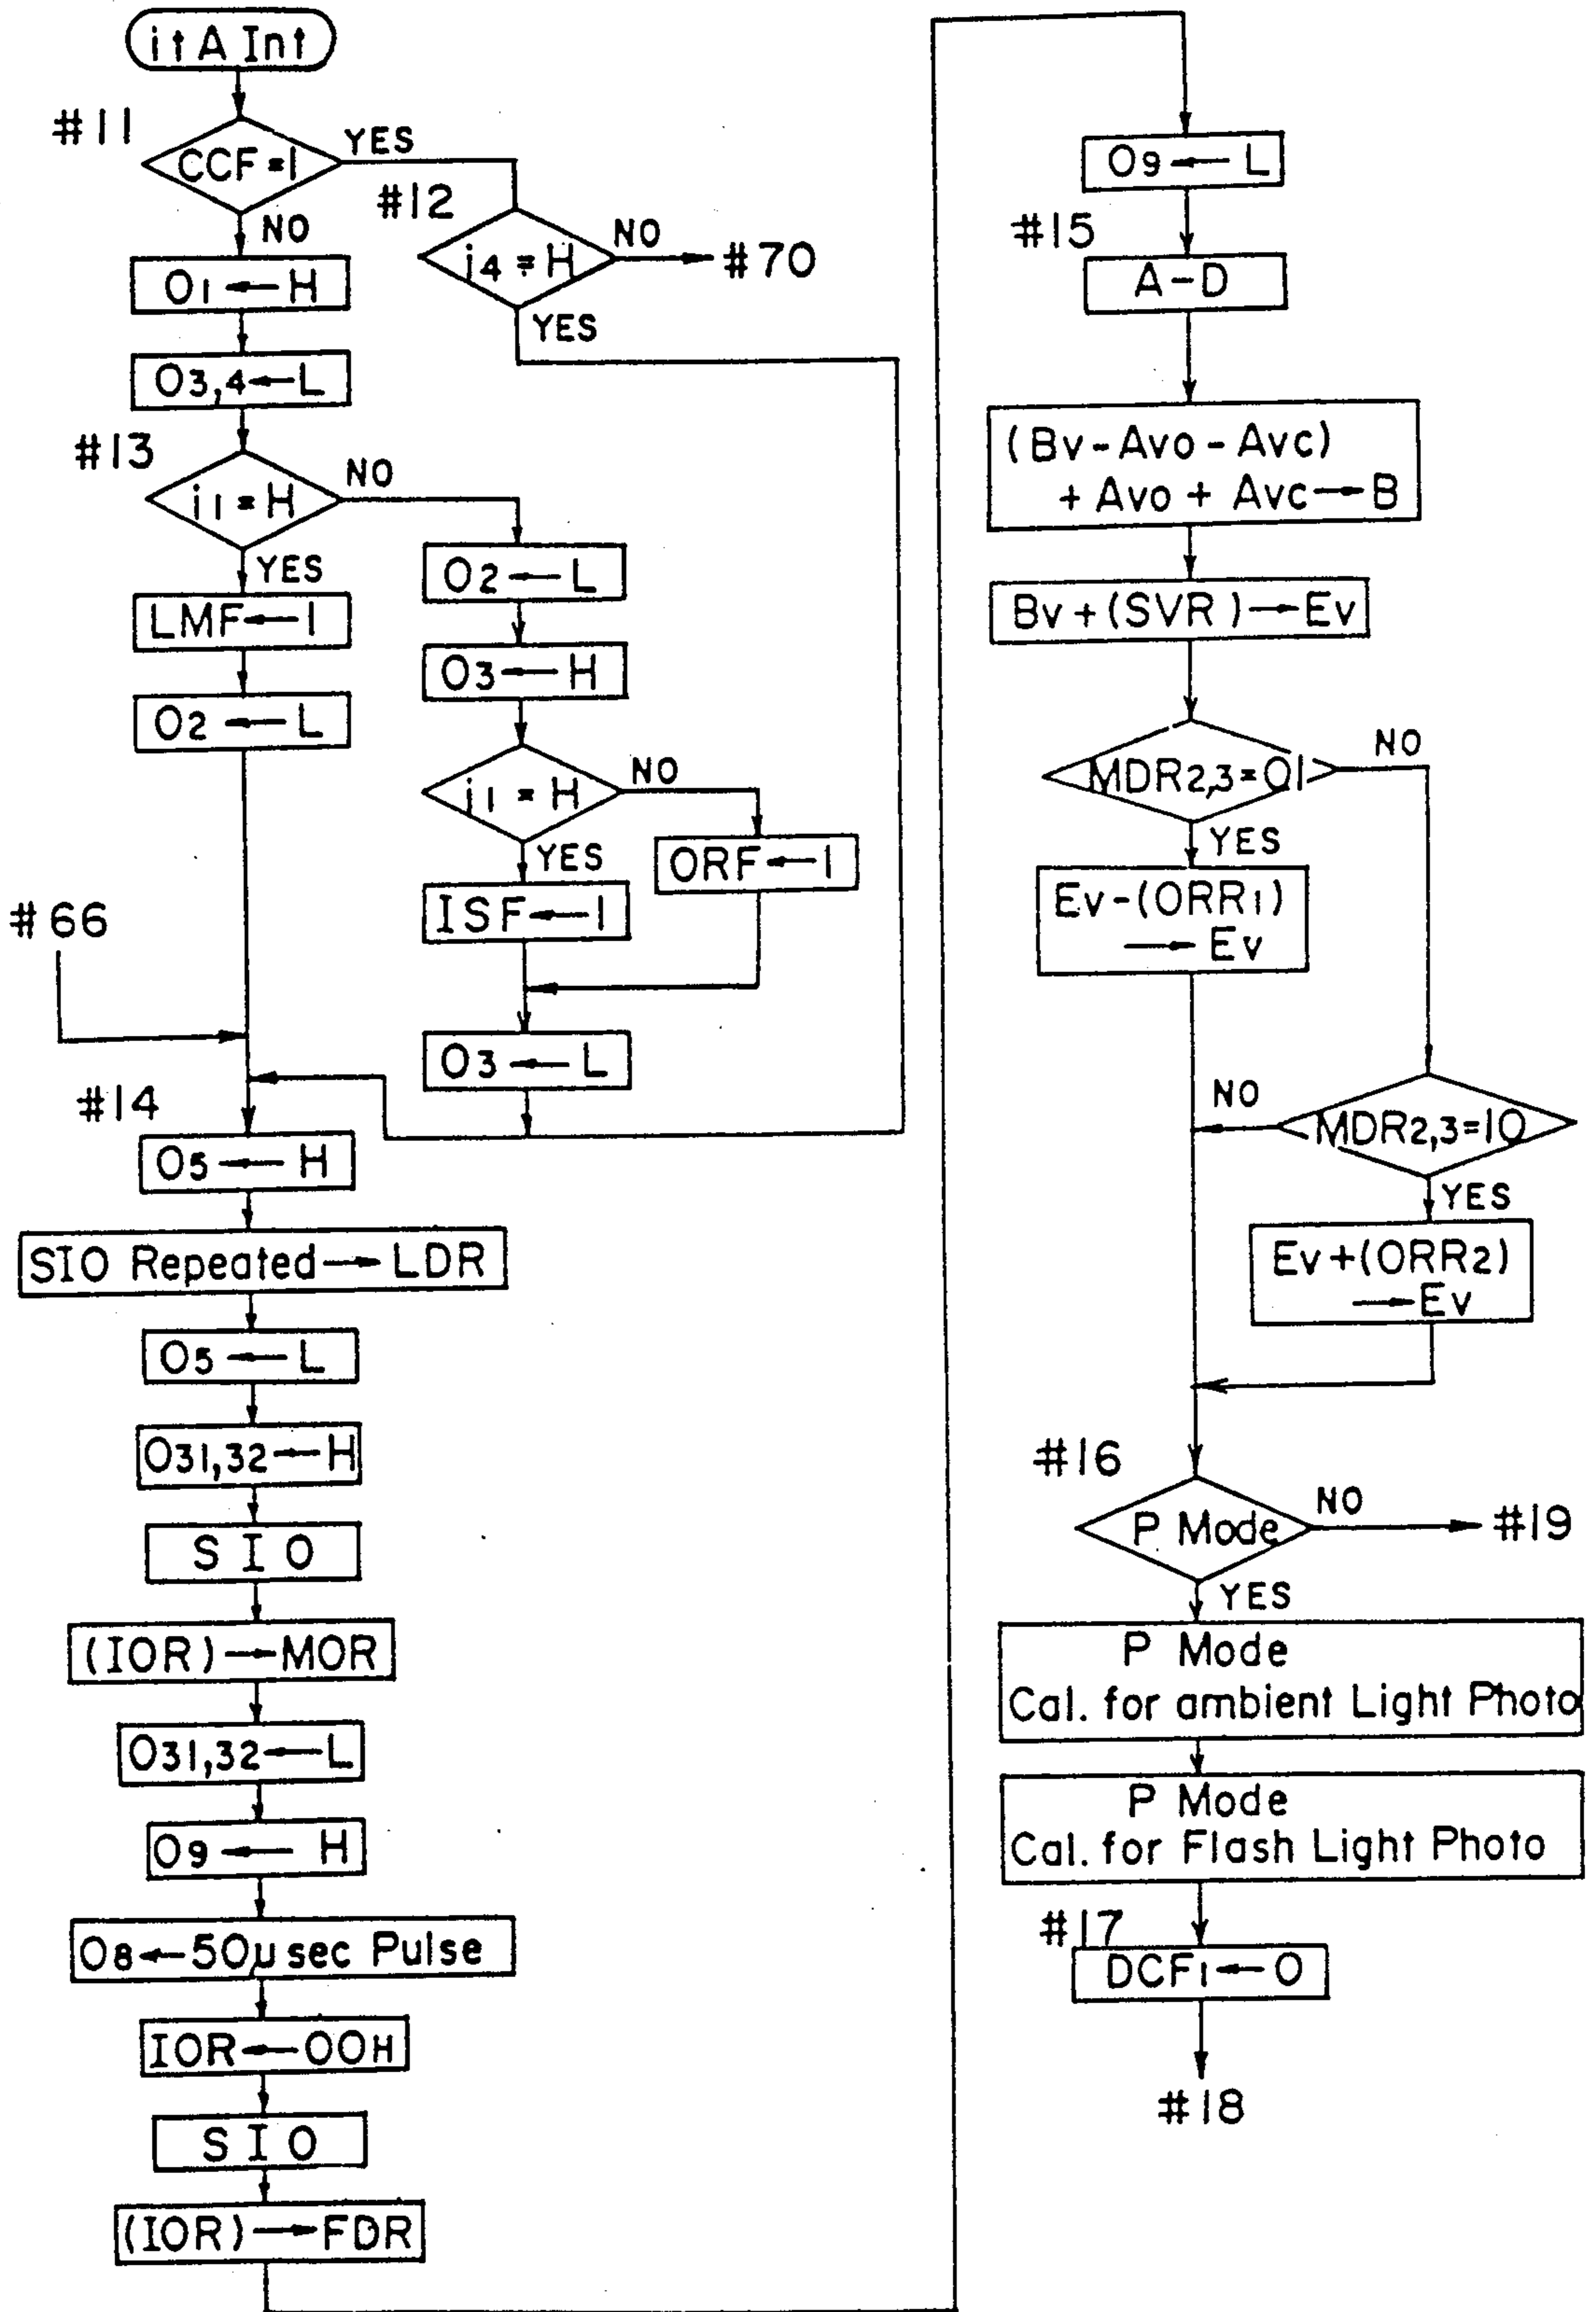 itA Int
#11
CCF=1
YES
NO
#12
i4=H
NO
#70
YES
O1←H
O3,4←L
#13
i1=H
NO
YES
LMF←1
O2←L
O2←L
O3←H
i1=H
NO
YES
ORF←1
ISF←1
O3←L
#66
#14
O5←H
SIO Repeated→LDR
O5←L
O31,32←H
SIO
(IOR)→MOR
O31,32←L
O9←H
O8←50μsec Pulse
IOR←OOH
SIO
(IOR)→FDR
O9←L
#15
A-D
(Bv-Avo-Avc)
+Avo+Avc→B
Bv+(SVR)→Ev
MDR2,3=01
NO
YES
Ev-(ORR1)
→Ev
MDR2,3=10
NO
YES
Ev+(ORR2)
→Ev
#16
P Mode
NO
#19
YES
P Mode
Cal. for ambient Light Photo
P Mode
Cal. for Flash Light Photo
#17
DCF1←0
#18